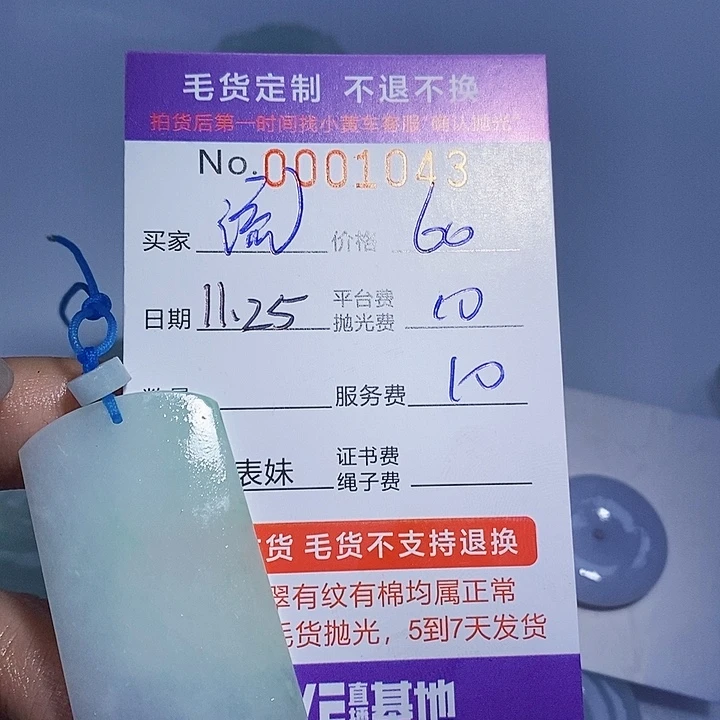 毛货定制 不退不换
拍货后第一时间找小黄车客服“确认抛光”
No.0001043
买家 流 价格 60
日期 11.25 平台费 抛光费 10
数量 服务费 10
表妹 证书费 绳子费
货 毛货不支持退换
翠有纹有棉均属正常
毛货抛光，5到7天发货
直播基地